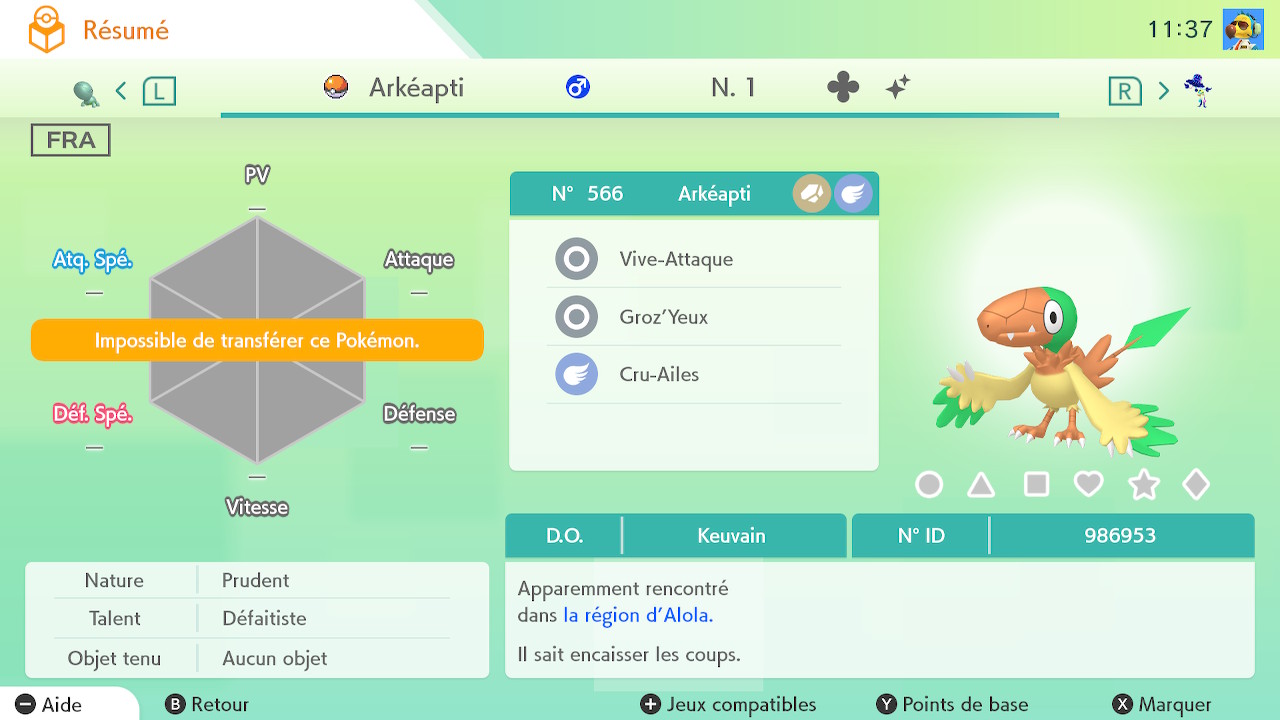 Résumé
11:37
L
Arkéapti
N. 1
R
FRA
PV
—
Atq. Spé.
—
Attaque
—
Impossible de transférer ce Pokémon.
Déf. Spé.
—
Défense
—
—
Vitesse
N° 566 Arkéapti
Vive-Attaque
Groz'Yeux
Cru-Ailes
D.O. Keuvain
N° ID 986953
Nature Prudent
Talent Défaitiste
Objet tenu Aucun objet
Apparemment rencontré
dans la région d'Alola.
Il sait encaisser les coups.
Aide
B Retour
Jeux compatibles
Y Points de base
X Marquer